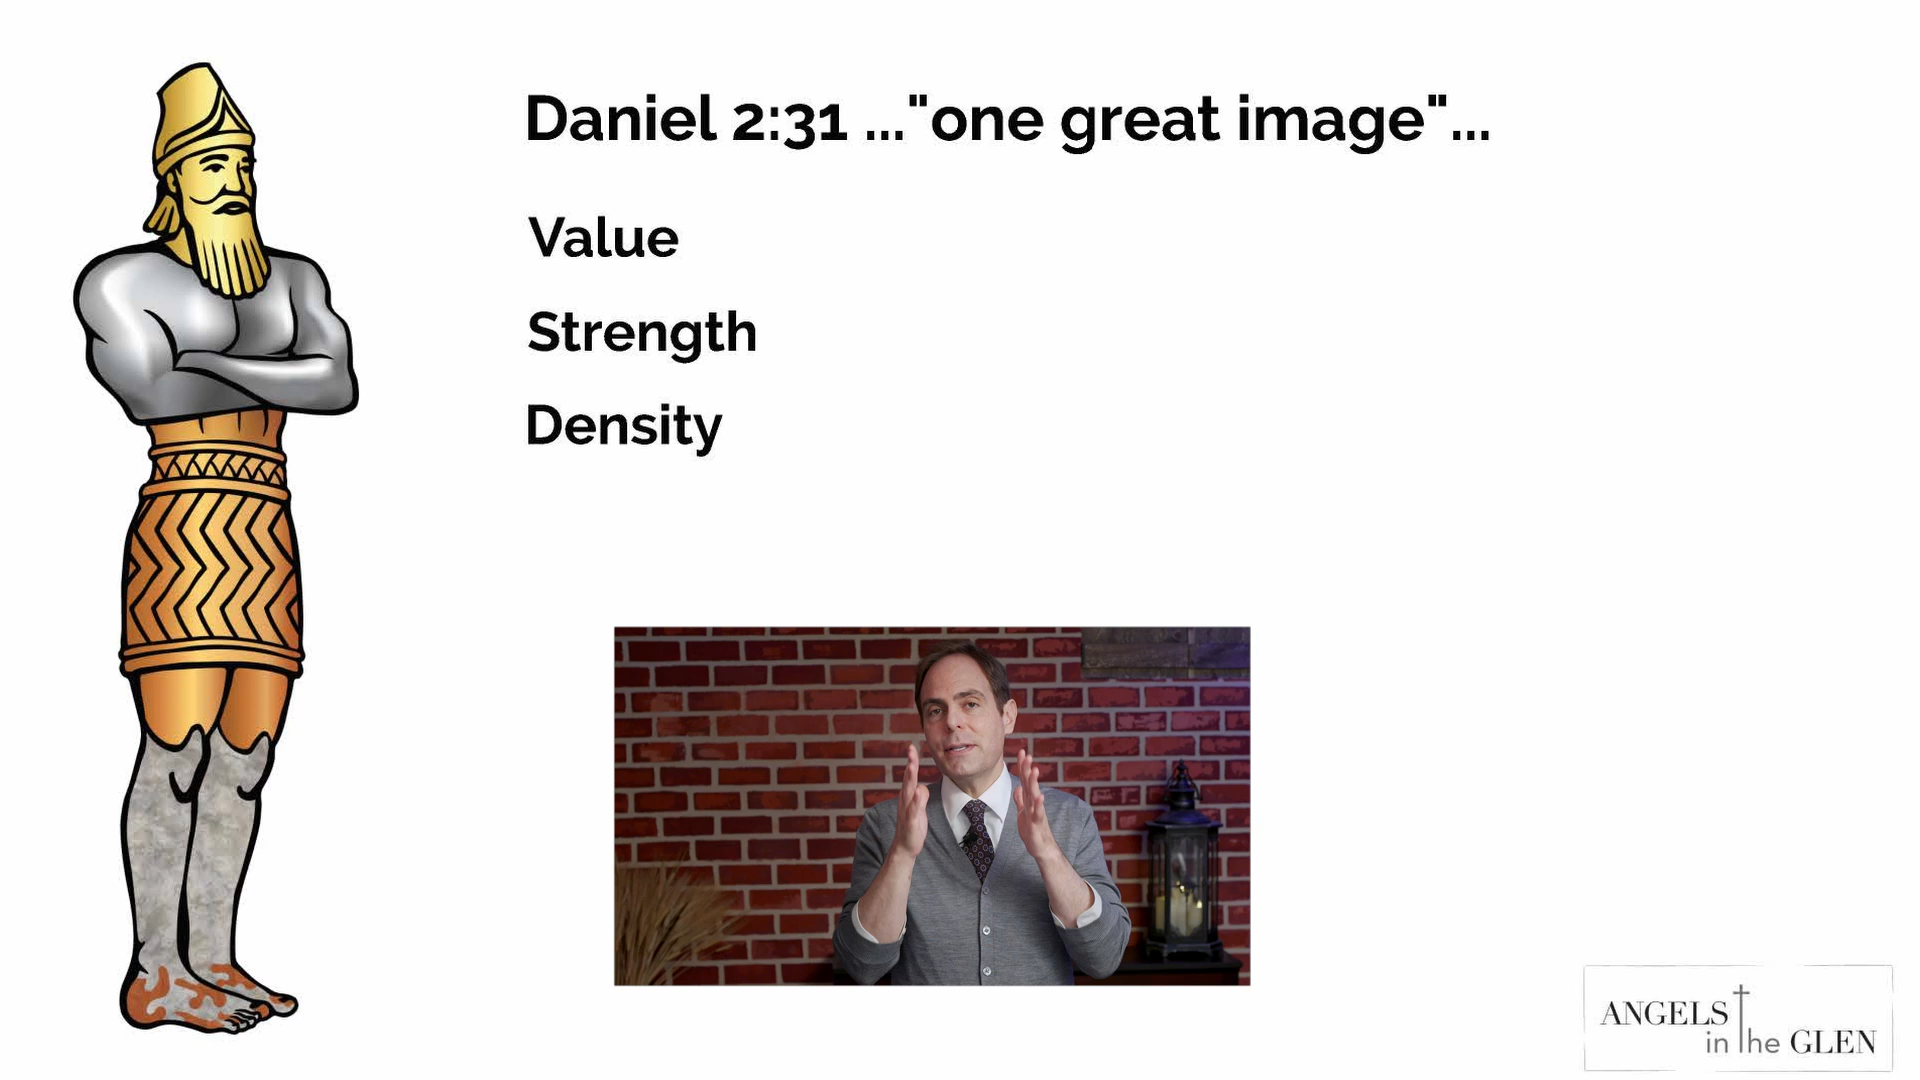 Daniel 2:31 ..."one great image"...
Value
Strength
Density
ANGELS
in the GLEN